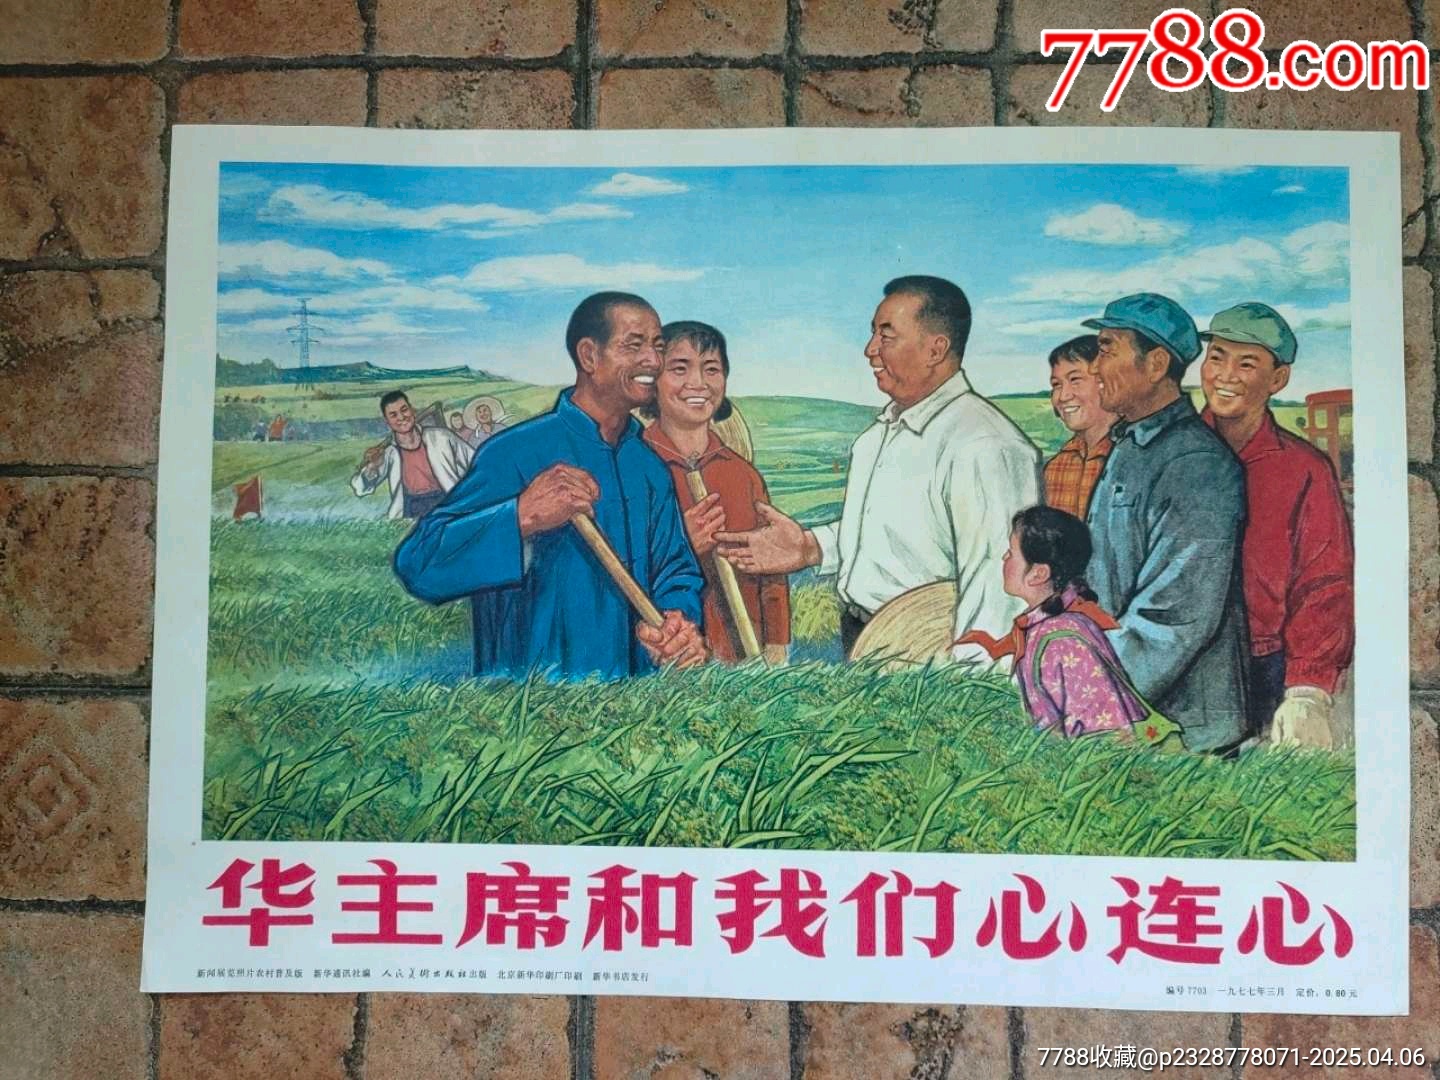 7788.com
华主席和我们心连心
新闻展览照片农村普及版 新华通讯社编 人民美术出版社出版 北京新华印刷厂印刷 新华书店发行
编号7703 一九七七年三月 定价：0.80元
7788收藏@p2328778071-2025.04.06